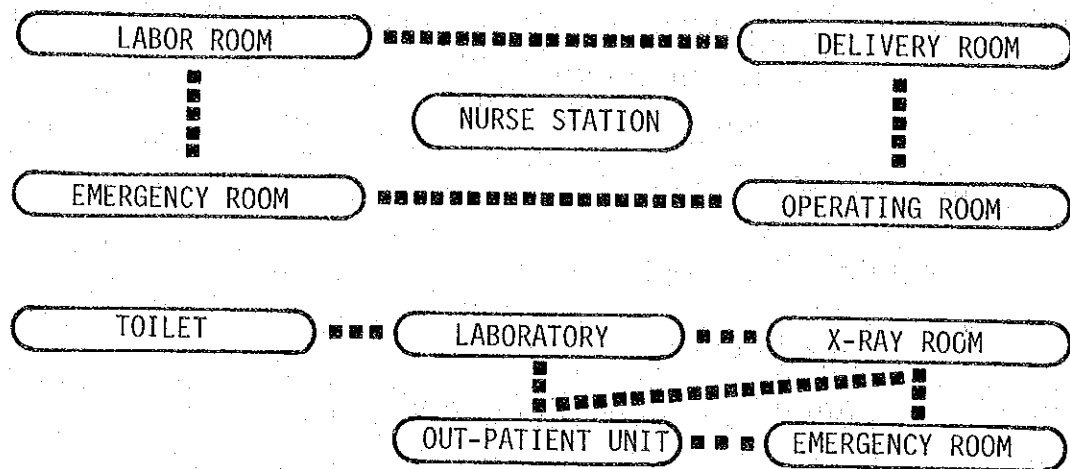 LABOR ROOM
DELIVERY ROOM
NURSE STATION
EMERGENCY ROOM
OPERATING ROOM
TOILET
LABORATORY
X-RAY ROOM
OUT-PATIENT UNIT
EMERGENCY ROOM